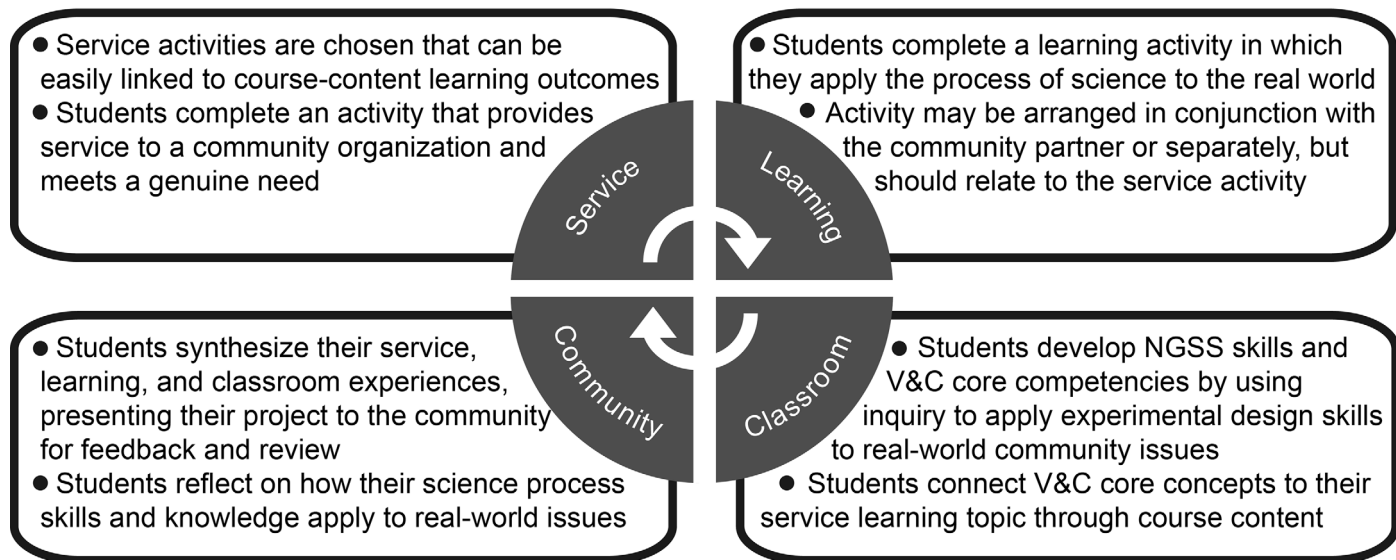 ● Service activities are chosen that can be
easily linked to course-content learning outcomes
● Students complete an activity that provides
service to a community organization and
meets a genuine need
● Students complete a learning activity in which
they apply the process of science to the real world
● Activity may be arranged in conjunction with
the community partner or separately, but
should relate to the service activity
Service
Learning
Community
Classroom
● Students synthesize their service,
learning, and classroom experiences,
presenting their project to the community
for feedback and review
● Students reflect on how their science process
skills and knowledge apply to real-world issues
● Students develop NGSS skills and
V&C core competencies by using
inquiry to apply experimental design skills
to real-world community issues
● Students connect V&C core concepts to their
service learning topic through course content